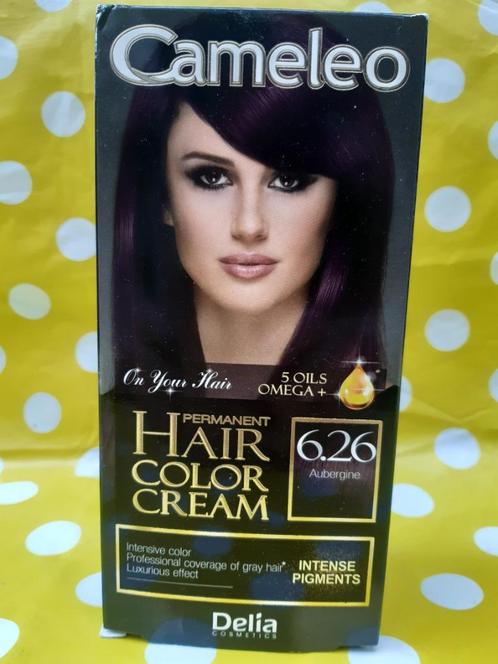 Cameleo
On Your Hair
5 OILS
OMEGA +
PERMANENT
HAIR
COLOR
CREAM
6.26
Aubergine
Intensive color
Professional coverage of gray hair*
Luxurious effect
INTENSE
PIGMENTS
Delia
COSMETICS